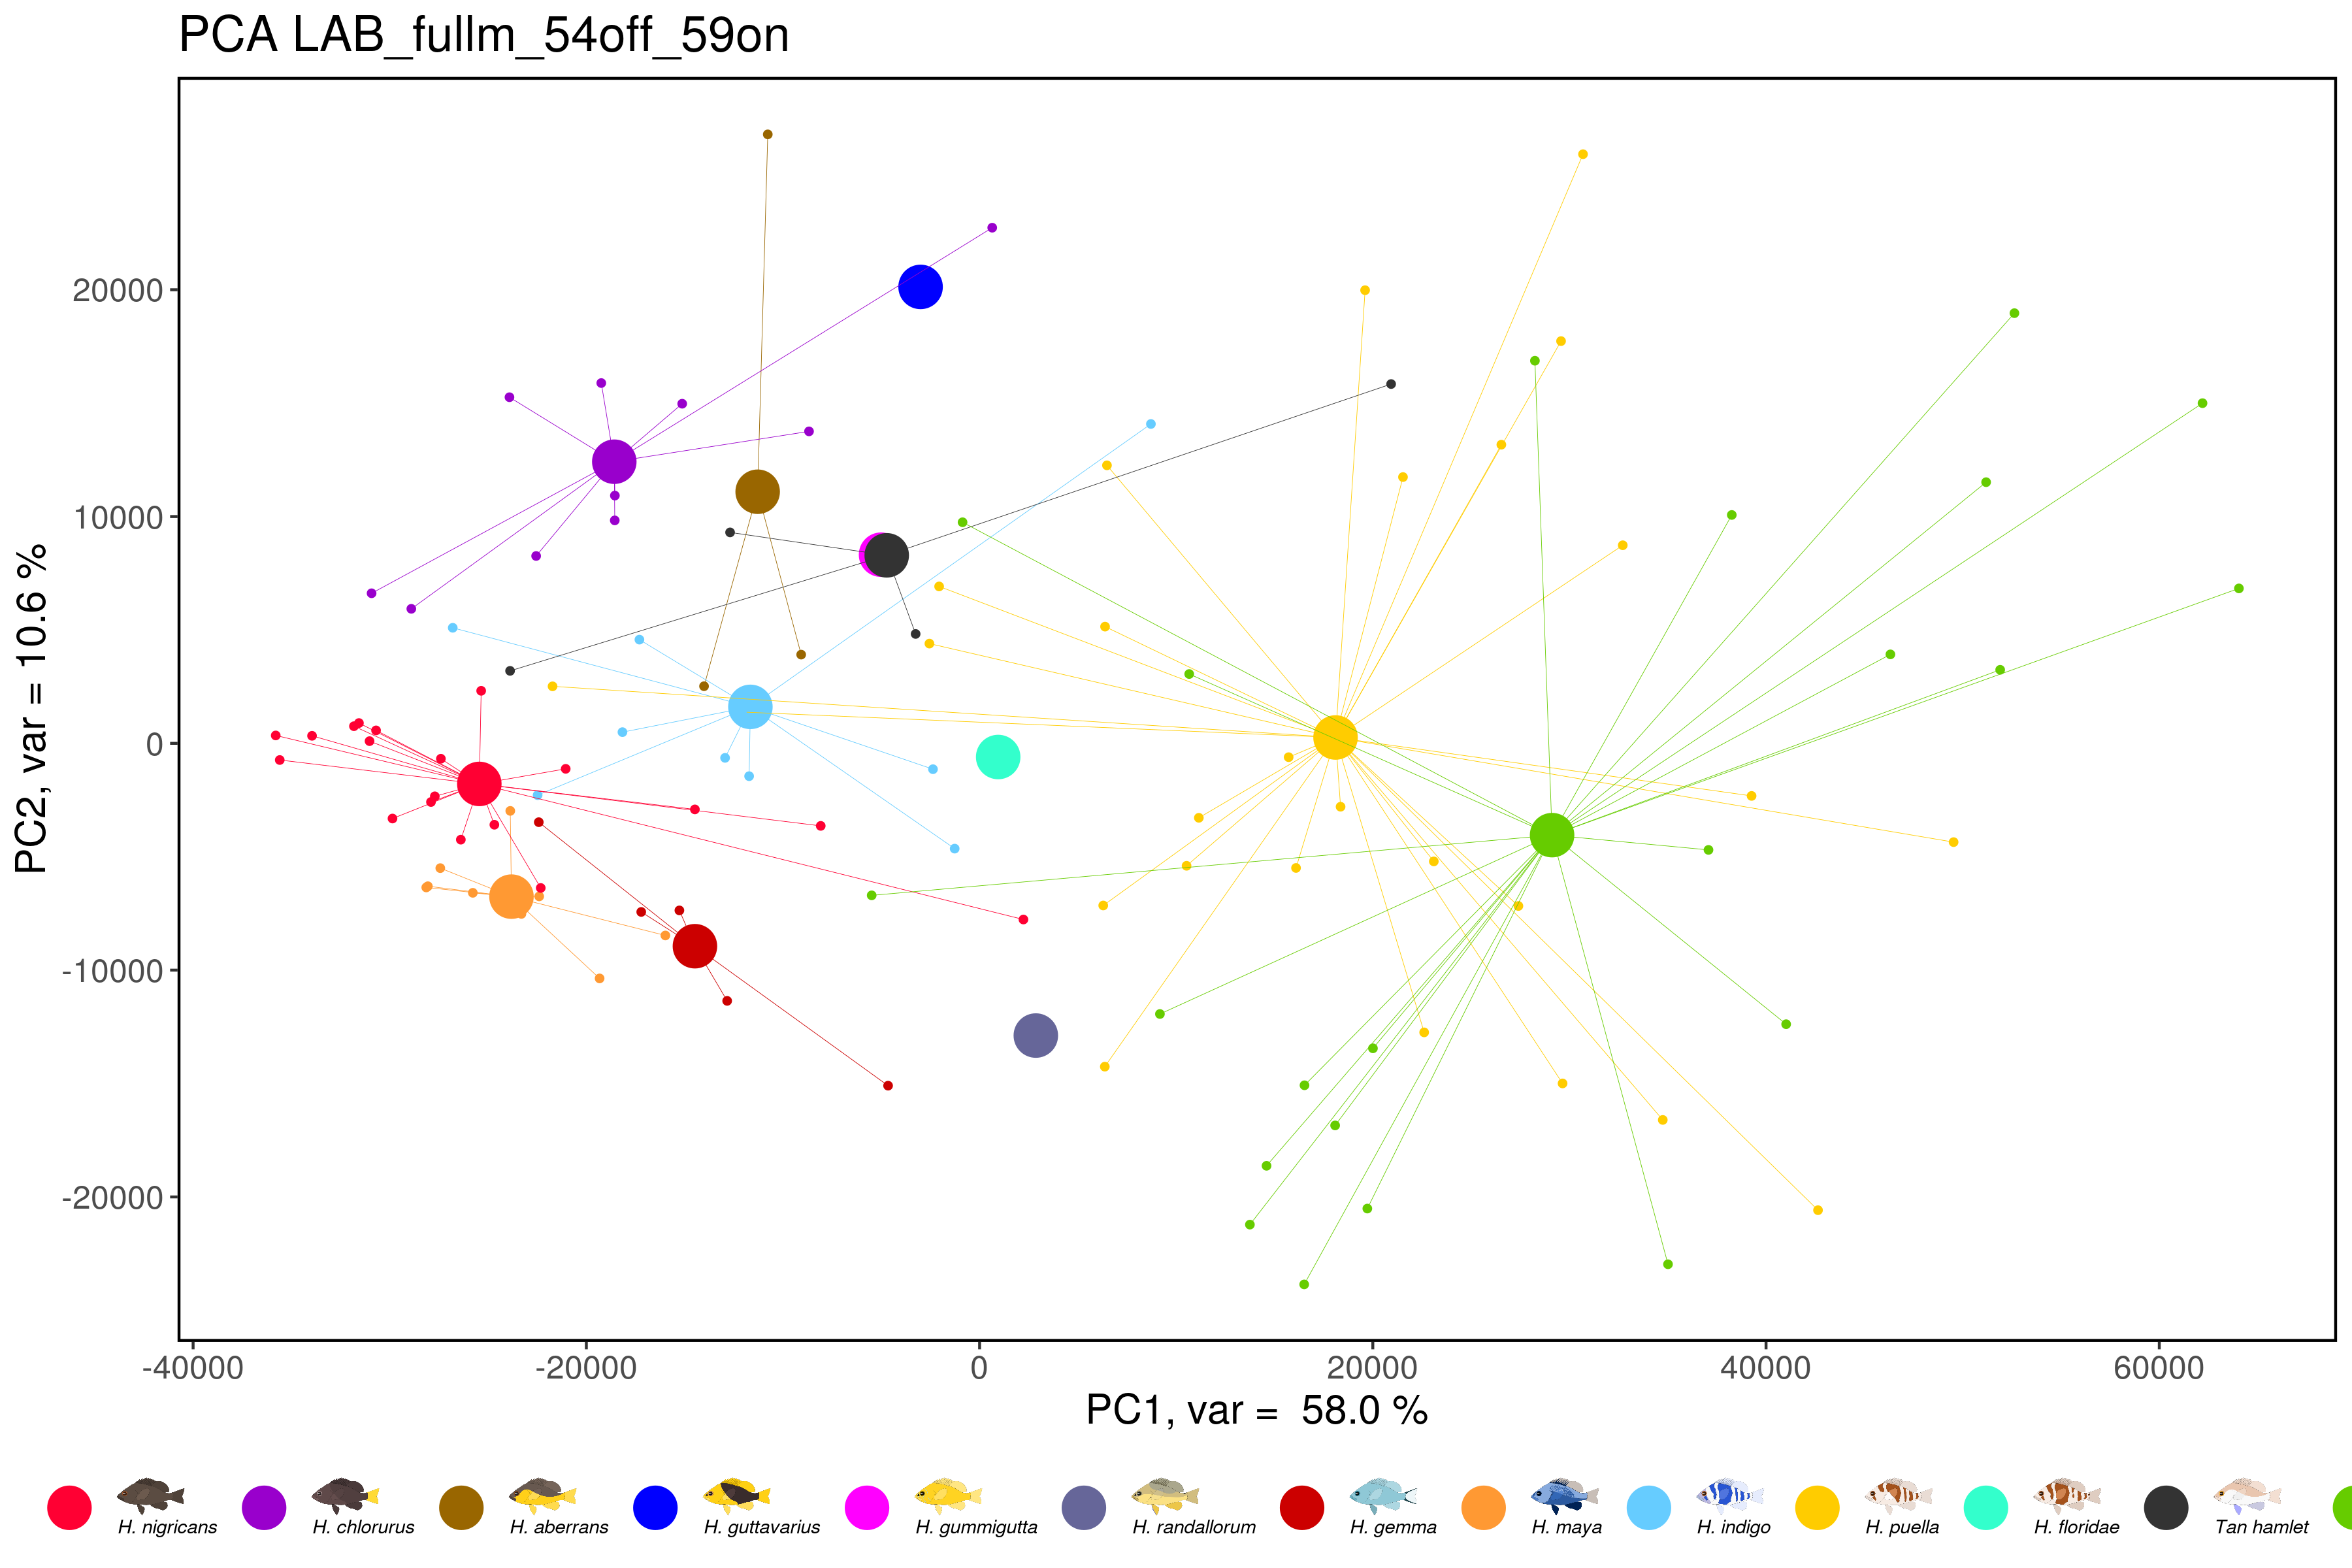 PCA LAB_fullm_54off_59on
PC2, var = 10.6 %
20000
10000
0
-10000
-20000
-40000
-20000
0
20000
40000
60000
PC1, var =  58.0 %
H. nigricans
H. chlorurus
H. aberrans
H. guttavarius
H. gummigutta
H. randallorum
H. gemma
H. maya
H. indigo
H. puella
H. floridae
Tan hamlet